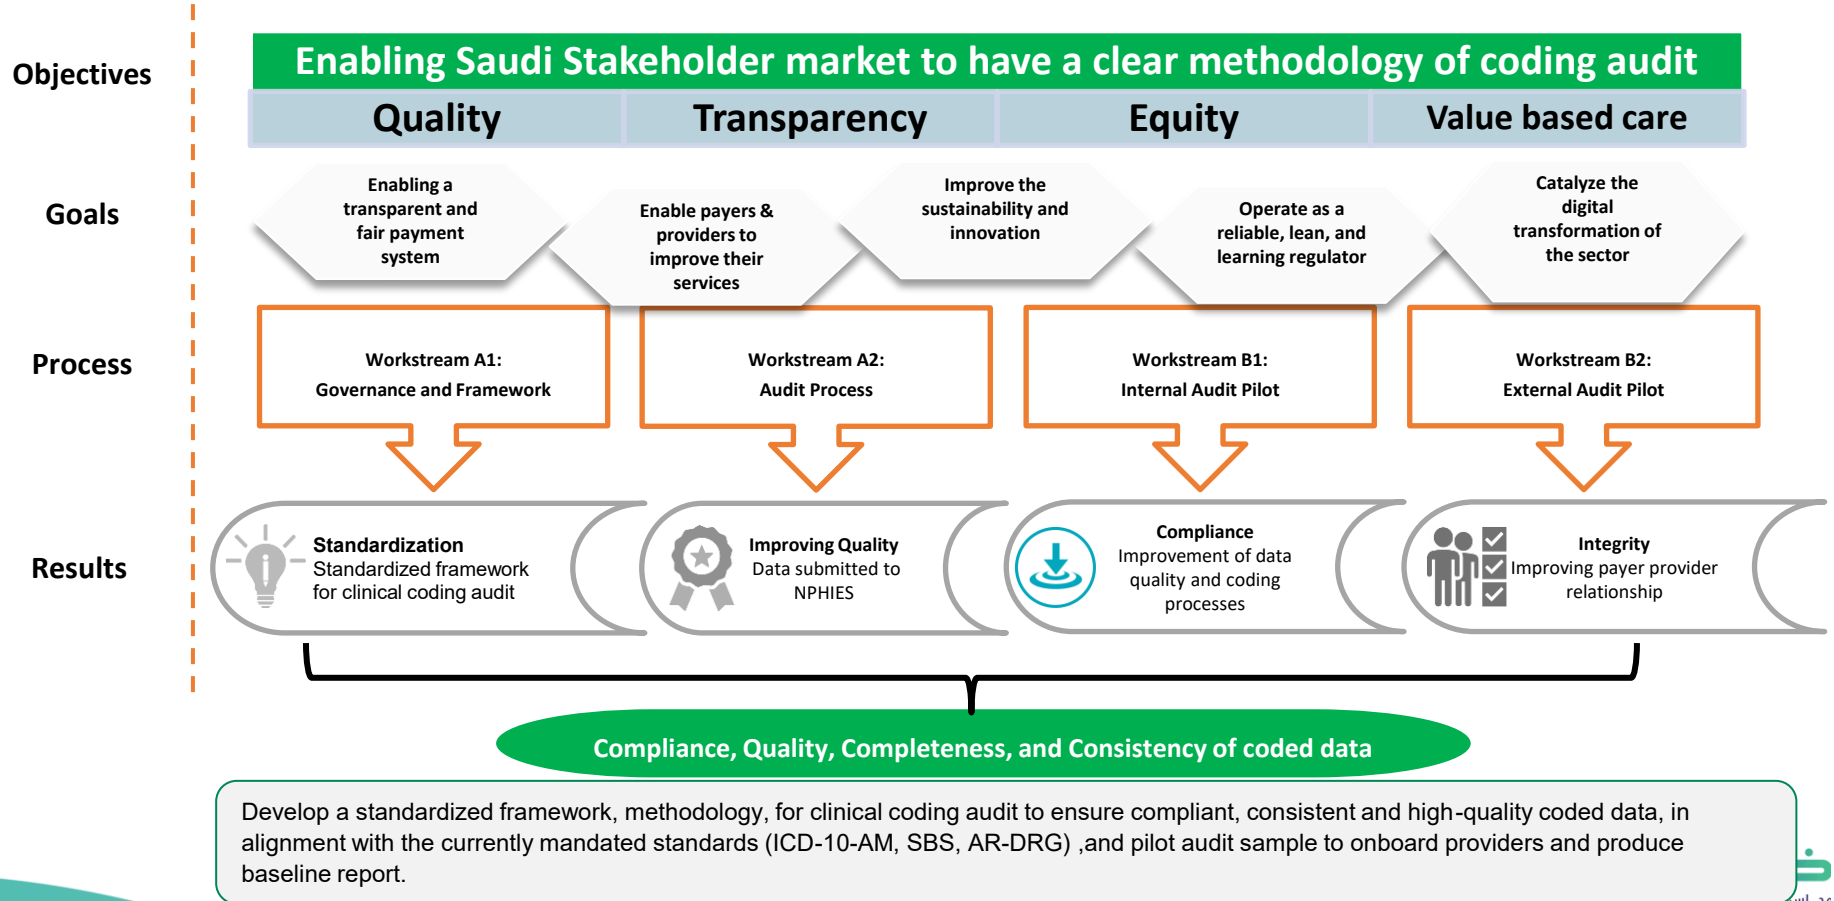 Objectives
Enabling Saudi Stakeholder market to have a clear methodology of coding audit
Quality
Transparency
Equity
Value based care
Goals
Enabling a
transparent and
fair payment
system
Enable payers &
providers to
improve their
services
Improve the
sustainability and
innovation
Operate as a
reliable, lean, and
learning regulator
Catalyze the
digital
transformation of
the sector
Process
Workstream A1:
Governance and Framework
Workstream A2:
Audit Process
Workstream B1:
Internal Audit Pilot
Workstream B2:
External Audit Pilot
Results
Standardization
Standardized framework
for clinical coding audit
Improving Quality
Data submitted to
NPHIES
Compliance
Improvement of data
quality and coding
processes
Integrity
Improving payer provider
relationship
Compliance, Quality, Completeness, and Consistency of coded data
Develop a standardized framework, methodology, for clinical coding audit to ensure compliant, consistent and high-quality coded data, in
alignment with the currently mandated standards (ICD-10-AM, SBS, AR-DRG) ,and pilot audit sample to onboard providers and produce
baseline report.